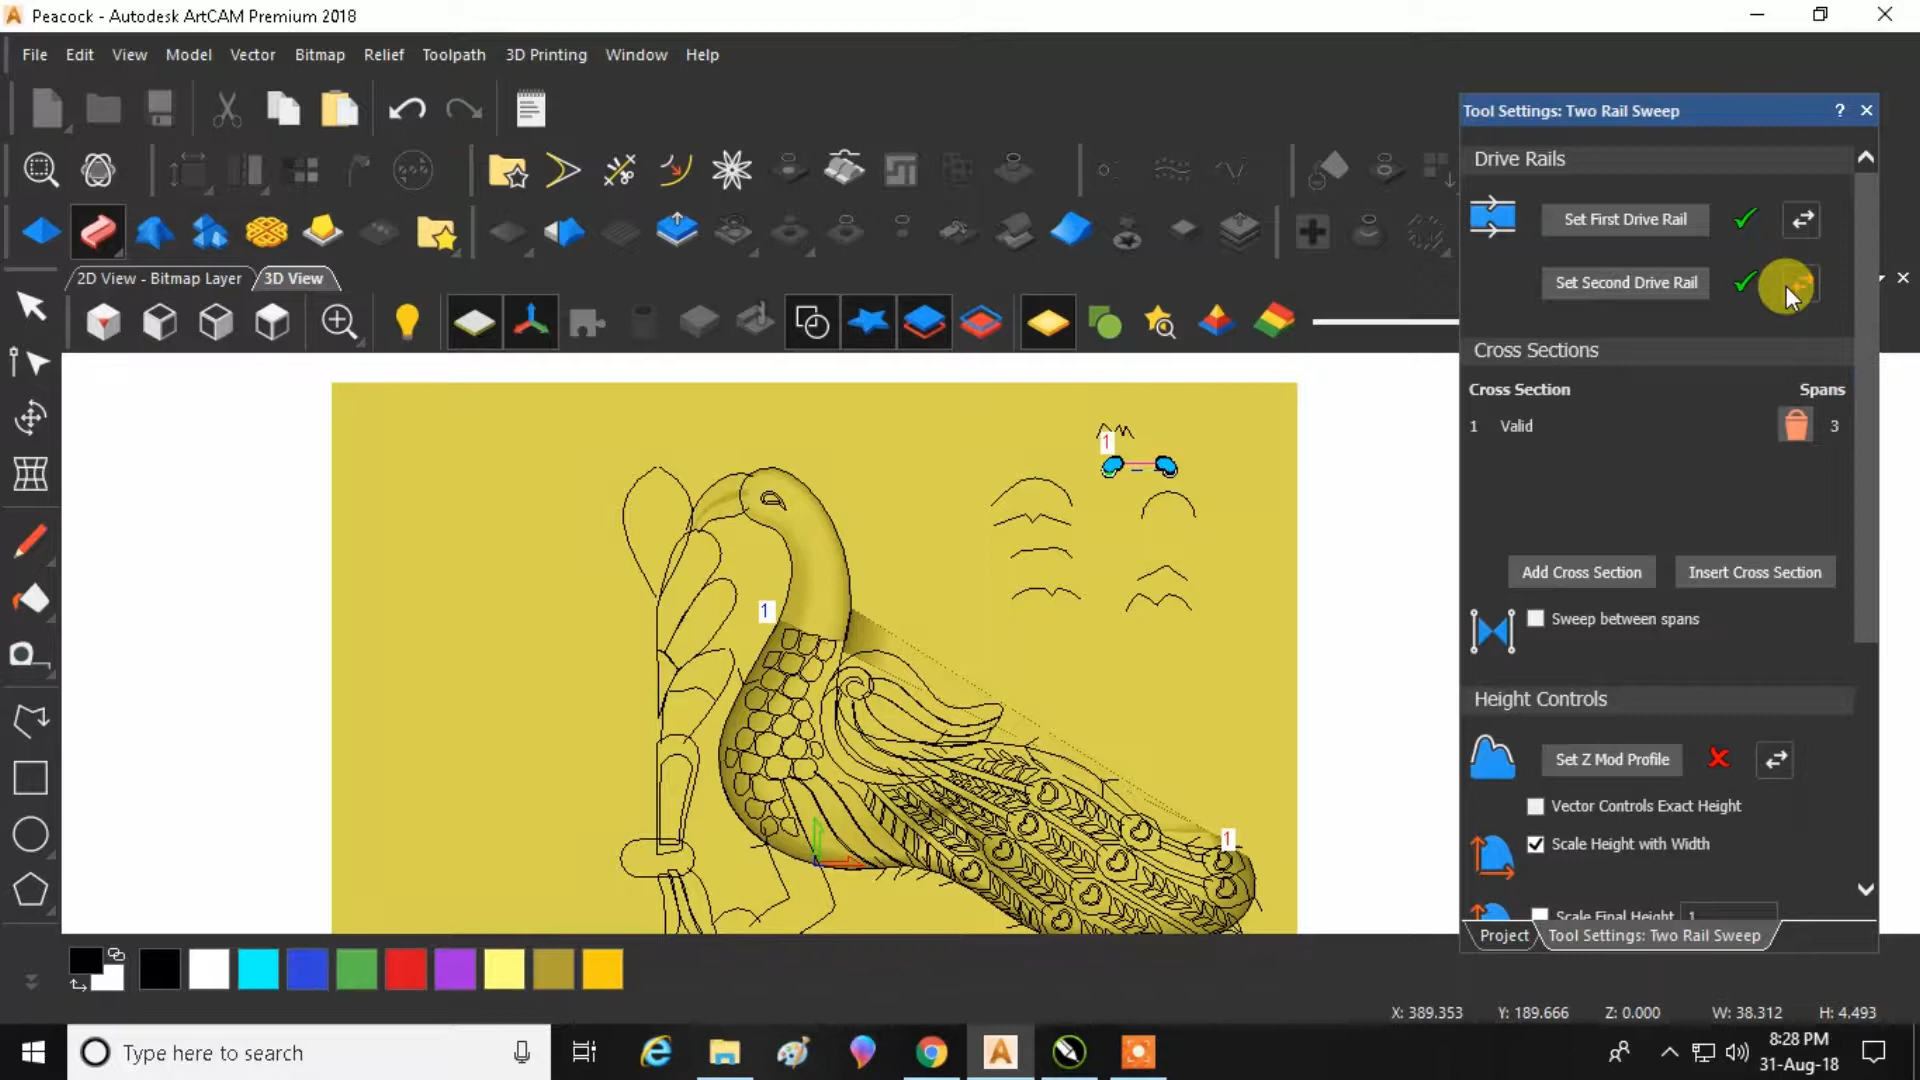 Peacock - Autodesk ArtCAM Premium 2018
File Edit View Model Vector Bitmap Relief Toolpath 3D Printing Window Help
Tool Settings: Two Rail Sweep
?
Drive Rails
Set First Drive Rail
2D View - Bitmap Layer
3D View
Set Second Drive Rail
Cross Sections
Cross Section Spans
1 Valid 3
1
1
1
Add Cross Section
Insert Cross Section
Sweep between spans
Height Controls
Set Z Mod Profile
Vector Controls Exact Height
Scale Height with Width
Scale Final Height 1
Project
Tool Settings: Two Rail Sweep
X: 389.353 Y: 189.666 Z: 0.000 W: 38.312 H: 4.493
Type here to search
8:28 PM
31-Aug-18